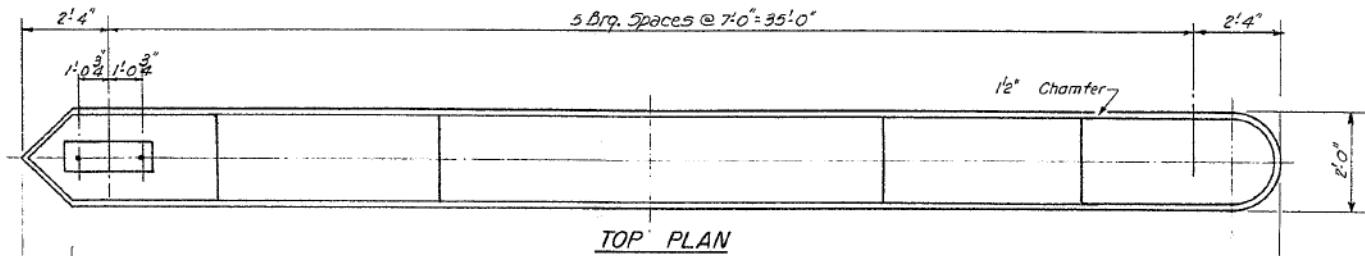 2'-4" 5 Brg. Spaces @ 7'-0" = 35'-0" 2'-4"
1'-0 3/4" 1'-0 3/4"
1 1/2" Chamfer
2'-0"
TOP PLAN